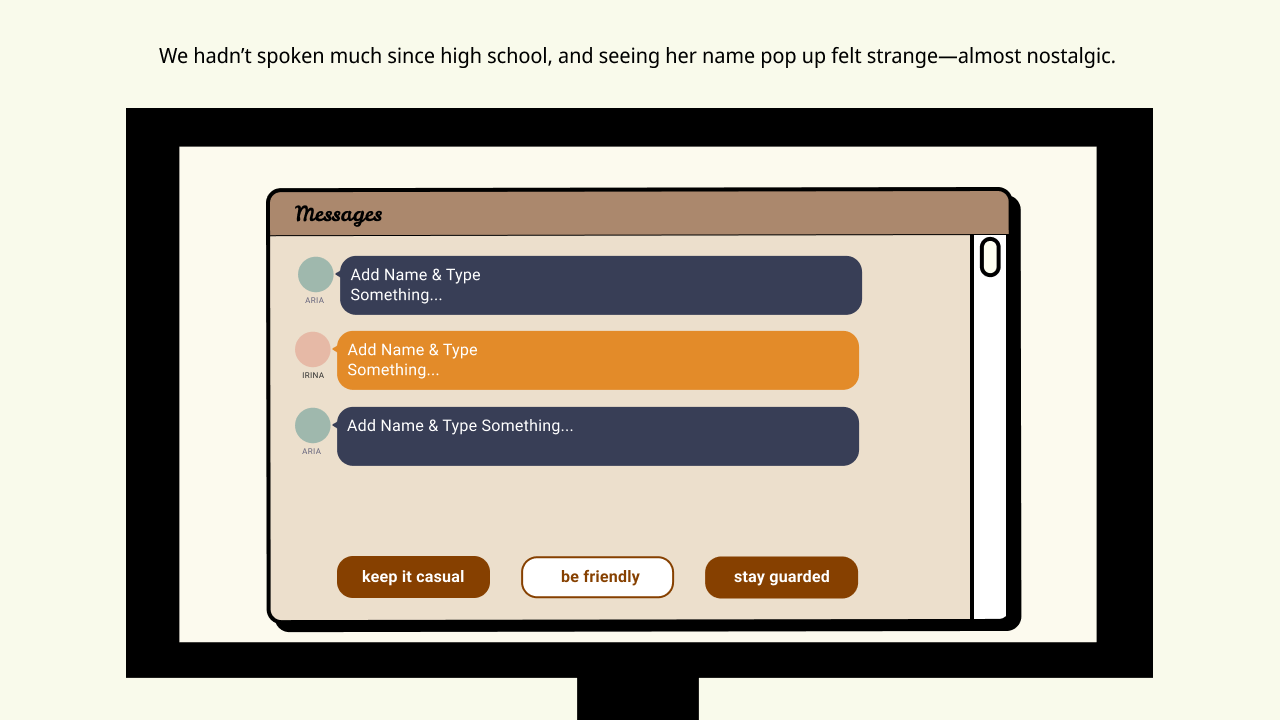 We hadn’t spoken much since high school, and seeing her name pop up felt strange—almost nostalgic.
Messages
Add Name & Type
Something...
ARIA
Add Name & Type
Something...
IRINA
Add Name & Type Something...
ARIA
keep it casual
be friendly
stay guarded